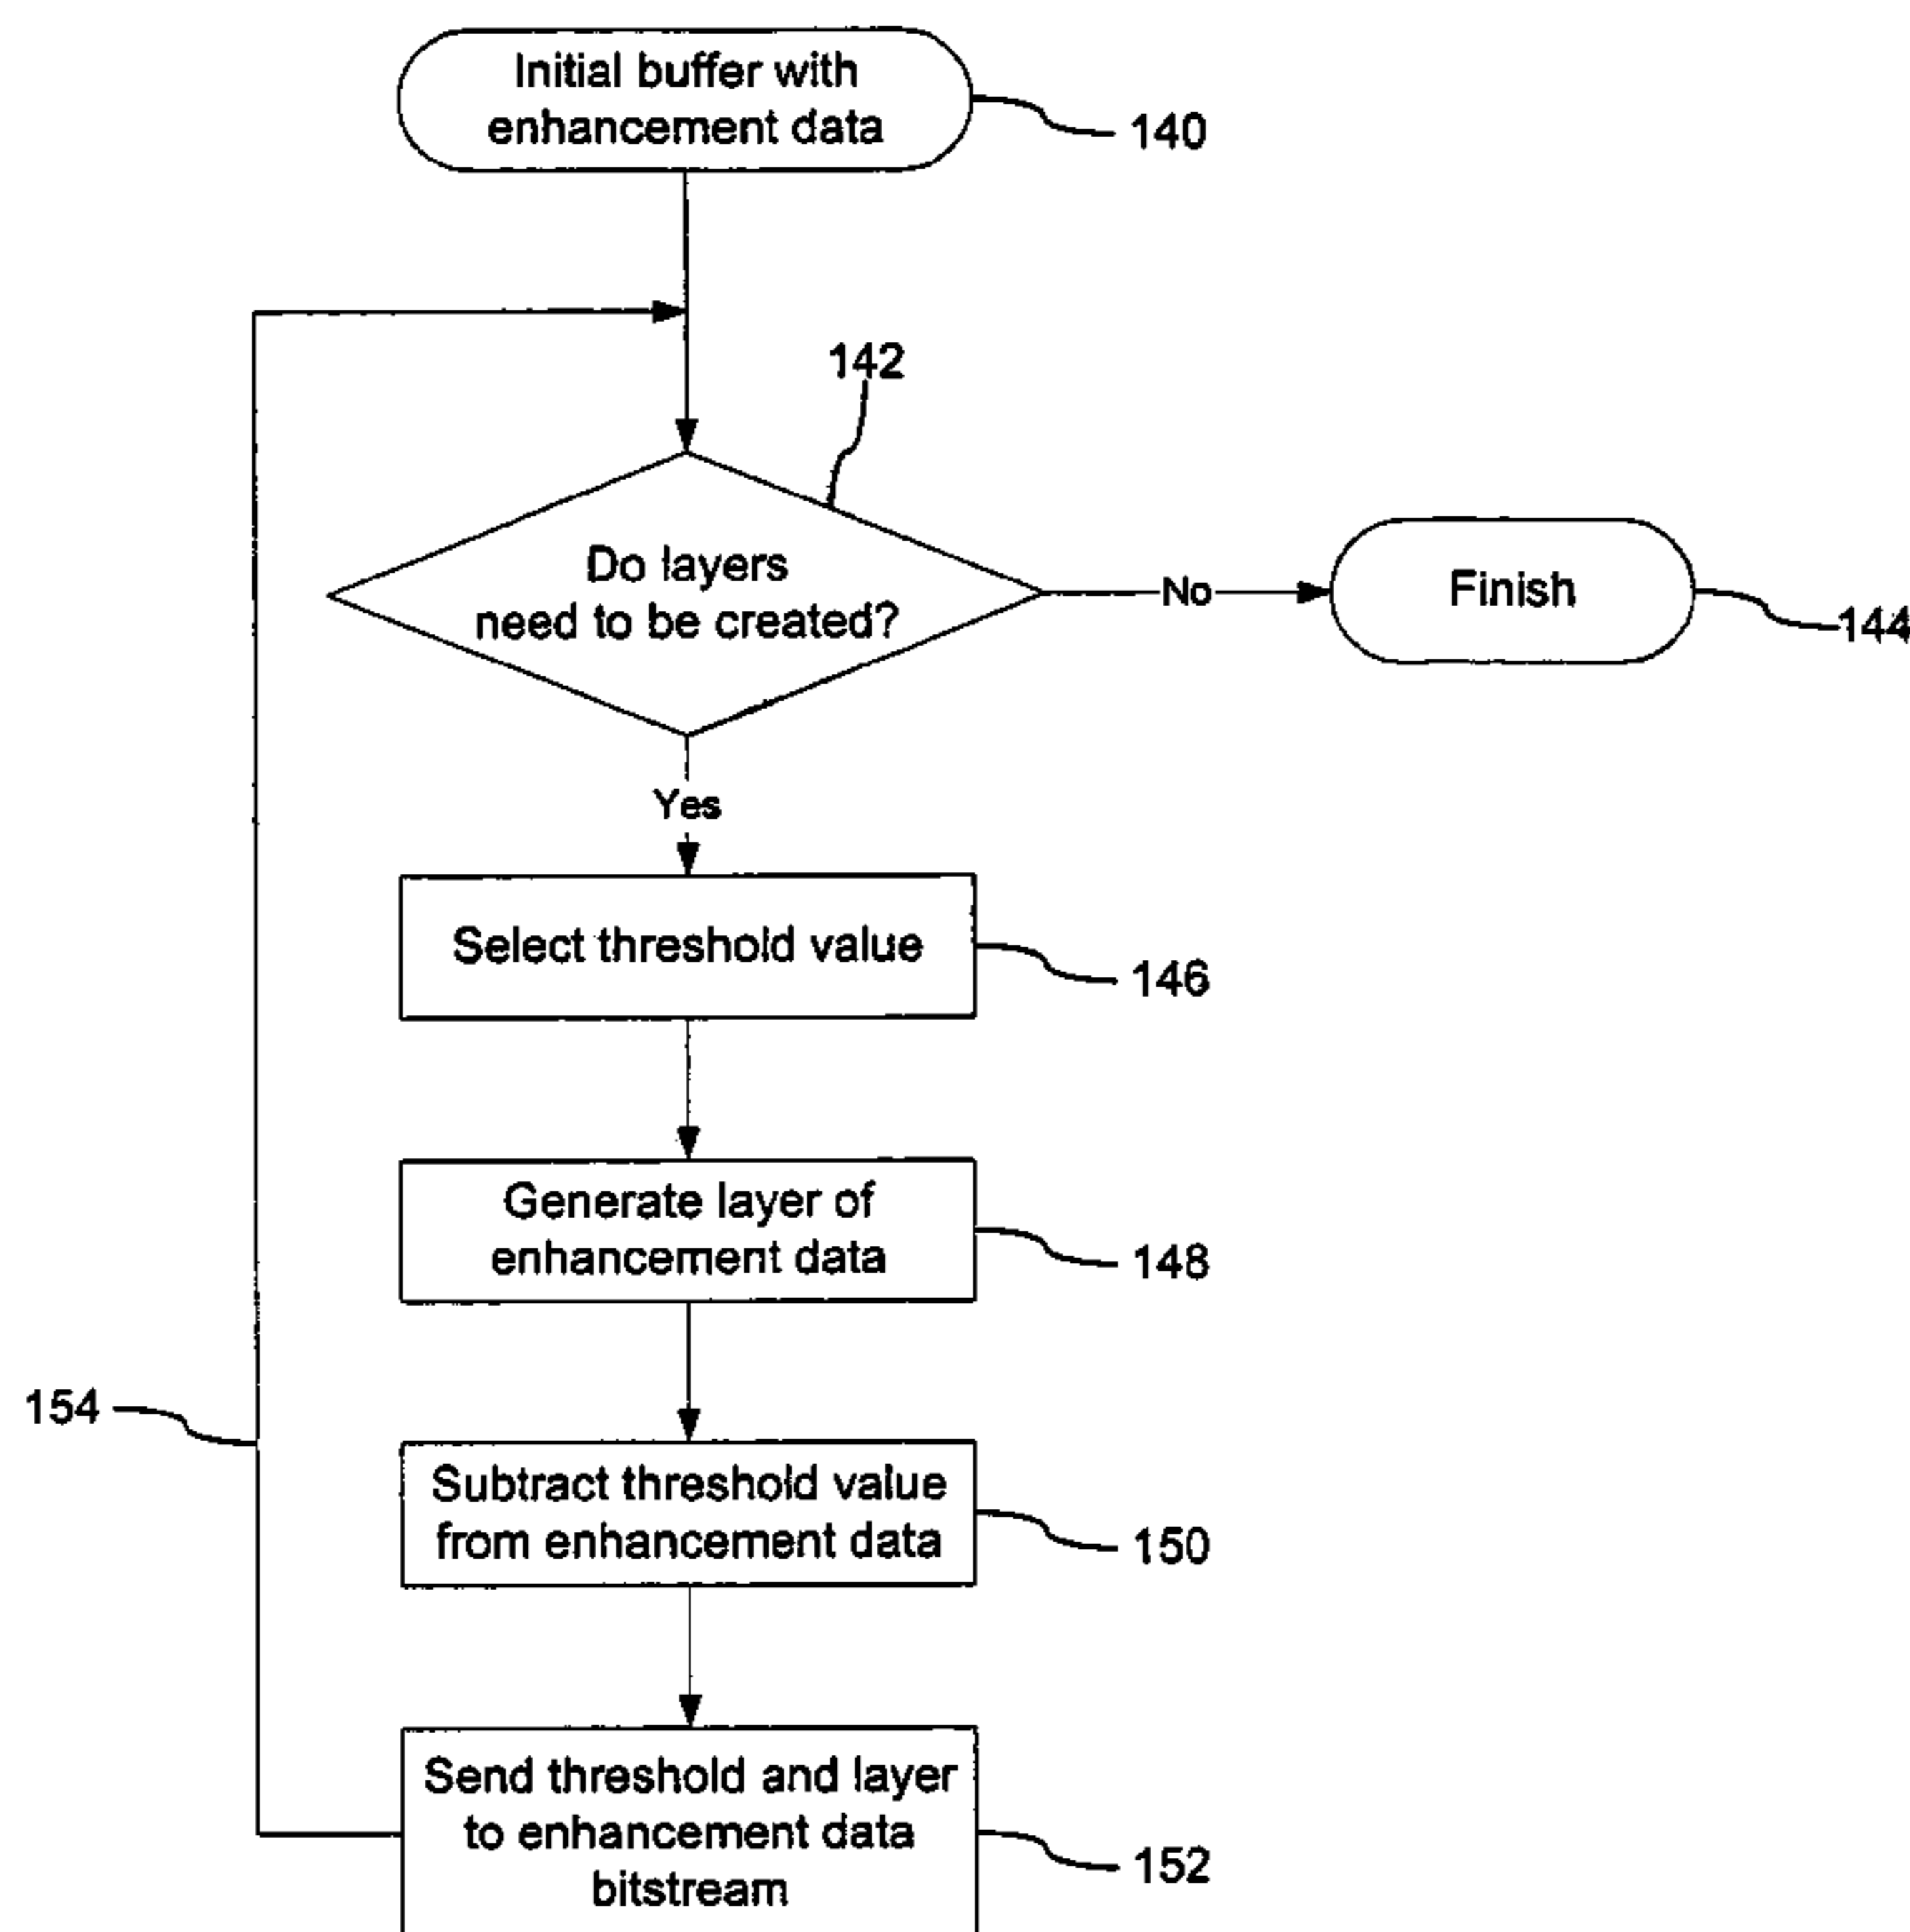 Initial buffer with
enhancement data
140
142
Do layers
need to be created?
No
Finish
144
Yes
Select threshold value
146
Generate layer of
enhancement data
148
154
Subtract threshold value
from enhancement data
150
Send threshold and layer
to enhancement data
bitstream
152